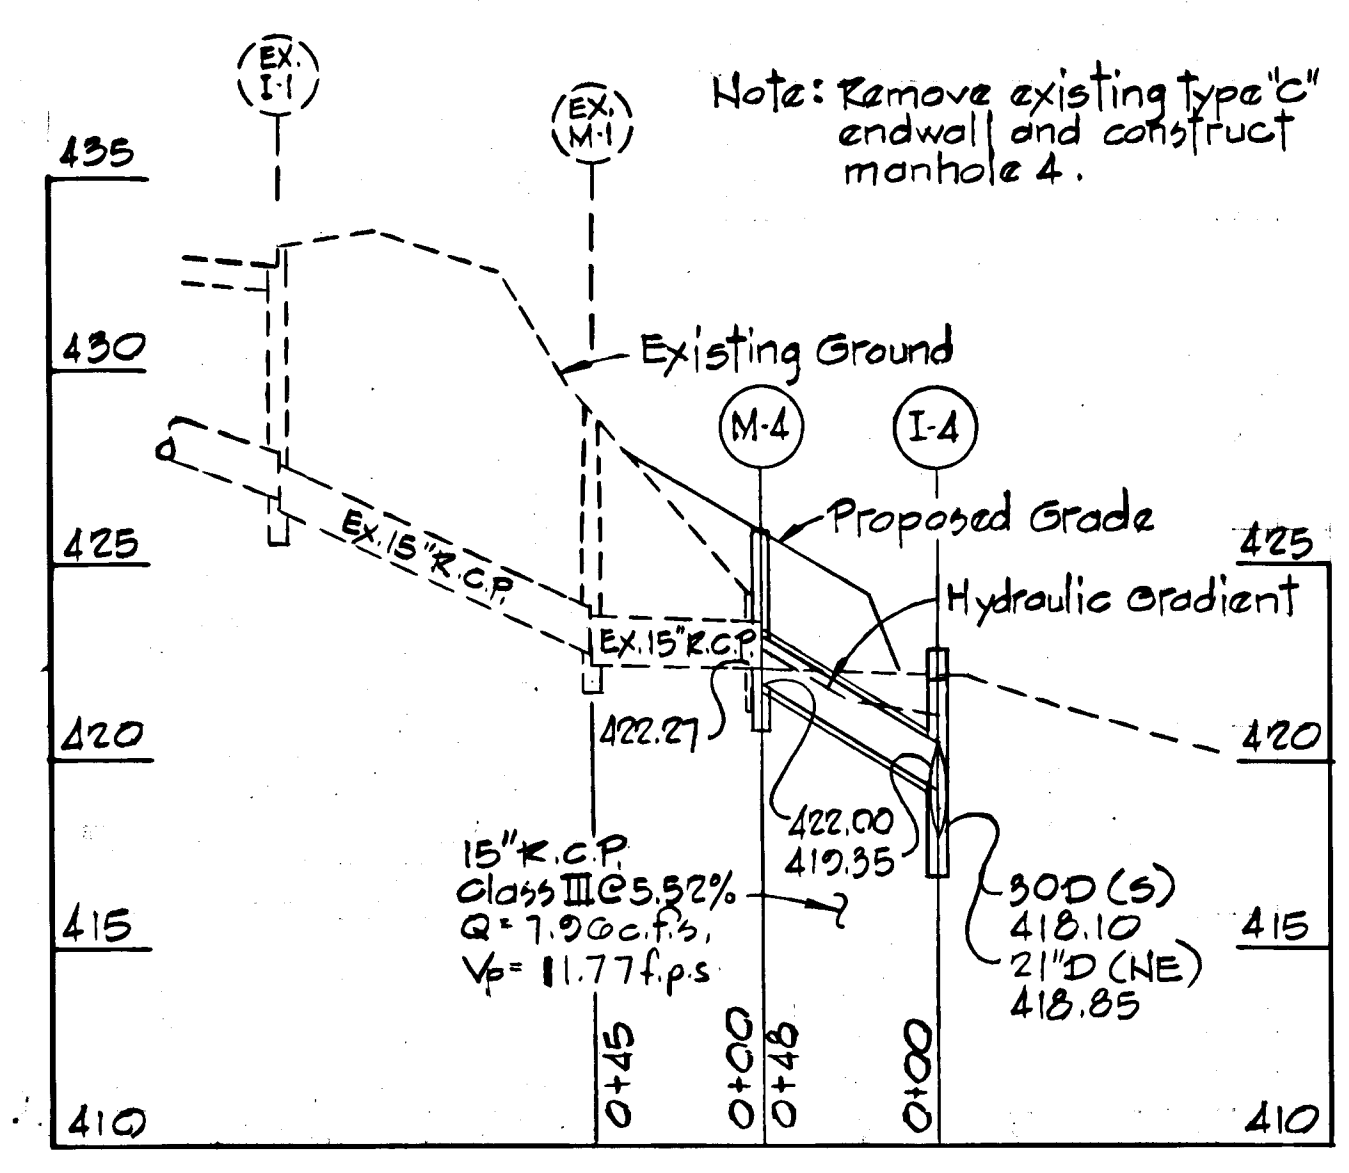 EX.
I-1
EX.
M-1
Note: Remove existing type "C"
endwall and construct
manhole 4.
435
430
425
420
415
410
Existing Ground
M-4
I-4
Proposed Grade
Hydraulic Gradient
425
420
415
410
Ex. 15" R.C.P.
EX. 15" R.C.P.
422.27
422.00
419.35
15" R.C.P.
Class III @ 5.52%
Q = 7.96 c.f.s.
Vp = 11.77 f.p.s
30D (S)
418.10
21"D (NE)
418.85
0+45
0+00
0+48
0+00